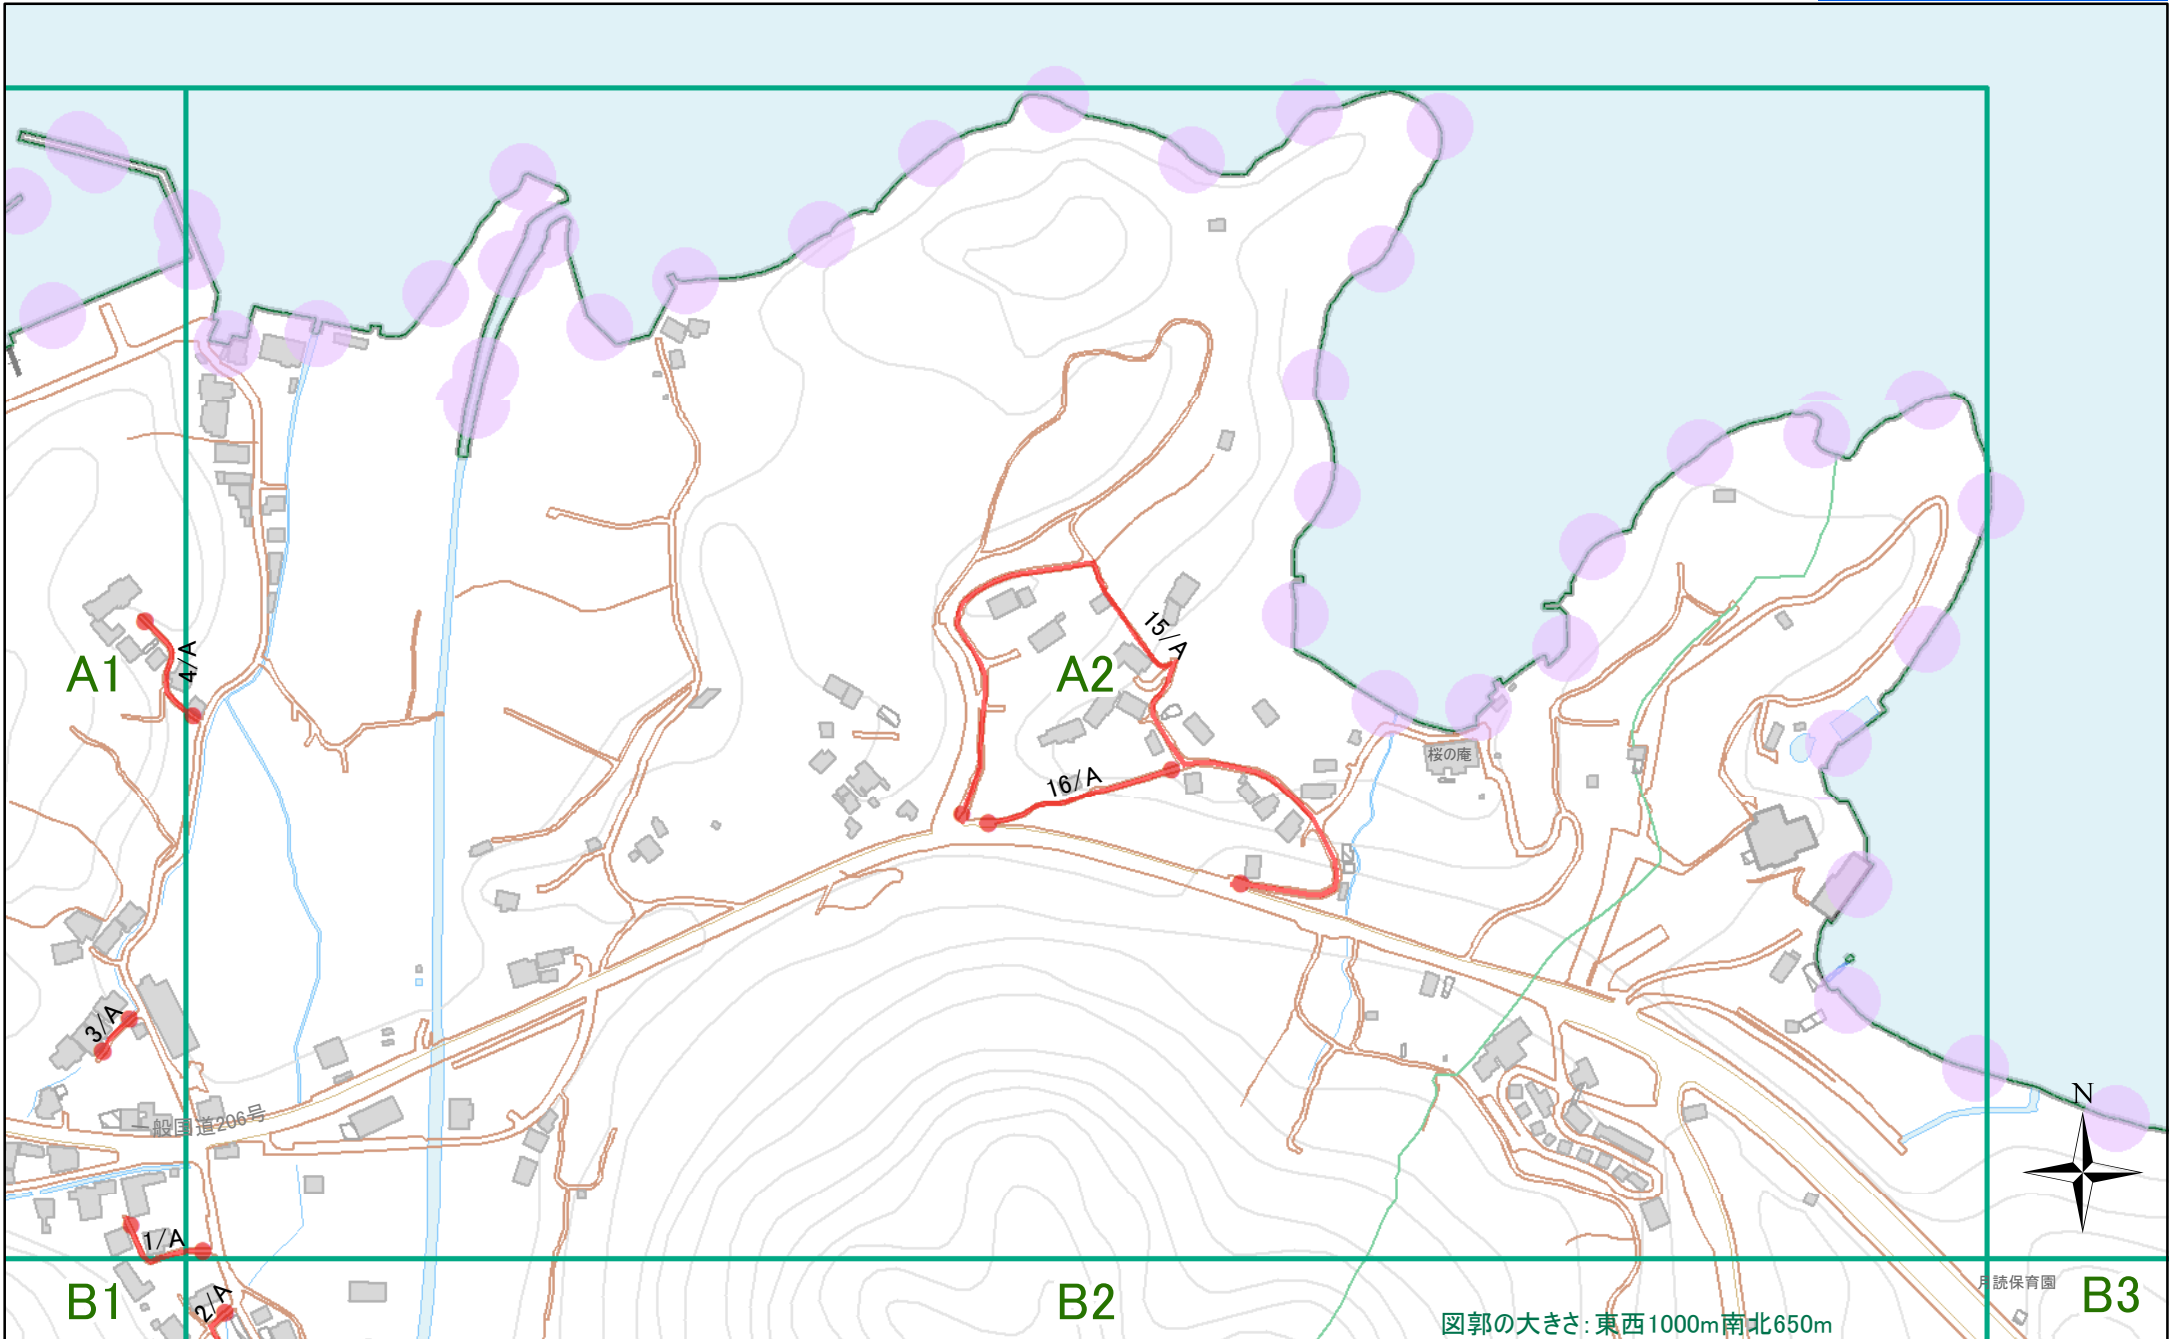 4/A
A1
15/A
A2
16/A
桜の庵
3/A
一般国道206号
N
1/A
月読保育園
B1
2/A
B2
B3
図郭の大きさ:東西1000m南北650m